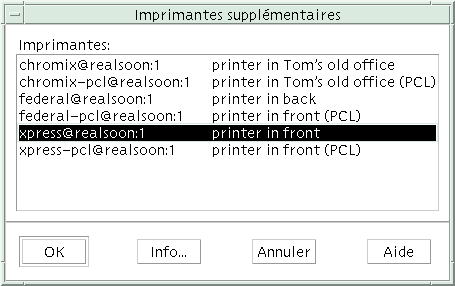 Imprimantes supplémentaires
Imprimantes:
chromix@realsoon:1 printer in Tom's old office
chromix-pcl@realsoon:1 printer in Tom's old office (PCL)
federal@realsoon:1 printer in back
federal-pcl@realsoon:1 printer in front (PCL)
xpress@realsoon:1 printer in front
xpress-pcl@realsoon:1 printer in front (PCL)
OK Info... Annuler Aide